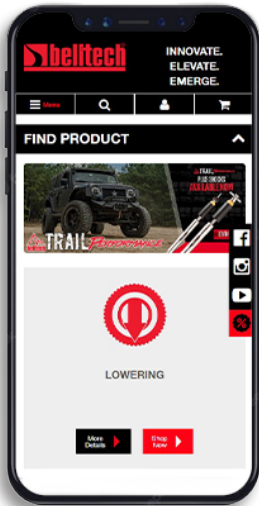 belltech
INNOVATE.
ELEVATE.
EMERGE.
Menu
FIND PRODUCT
TRAIL PERFORMANCE
LOWERING
More
Details
Shop
Now